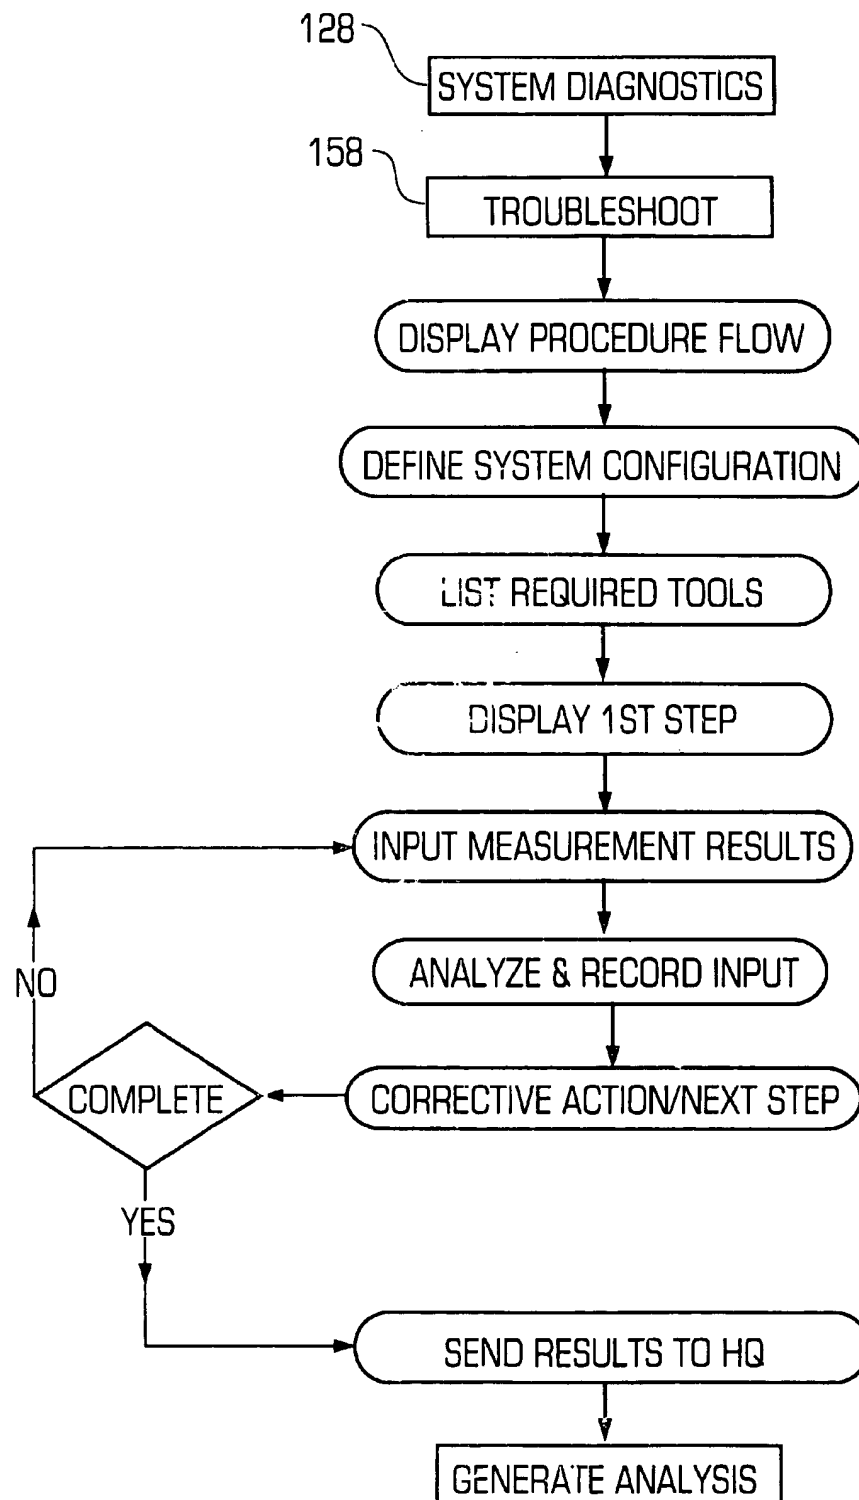 128
SYSTEM DIAGNOSTICS
158
TROUBLESHOOT
DISPLAY PROCEDURE FLOW
DEFINE SYSTEM CONFIGURATION
LIST REQUIRED TOOLS
DISPLAY 1ST STEP
INPUT MEASUREMENT RESULTS
ANALYZE & RECORD INPUT
NO
COMPLETE
CORRECTIVE ACTION/NEXT STEP
YES
SEND RESULTS TO HQ
GENERATE ANALYSIS